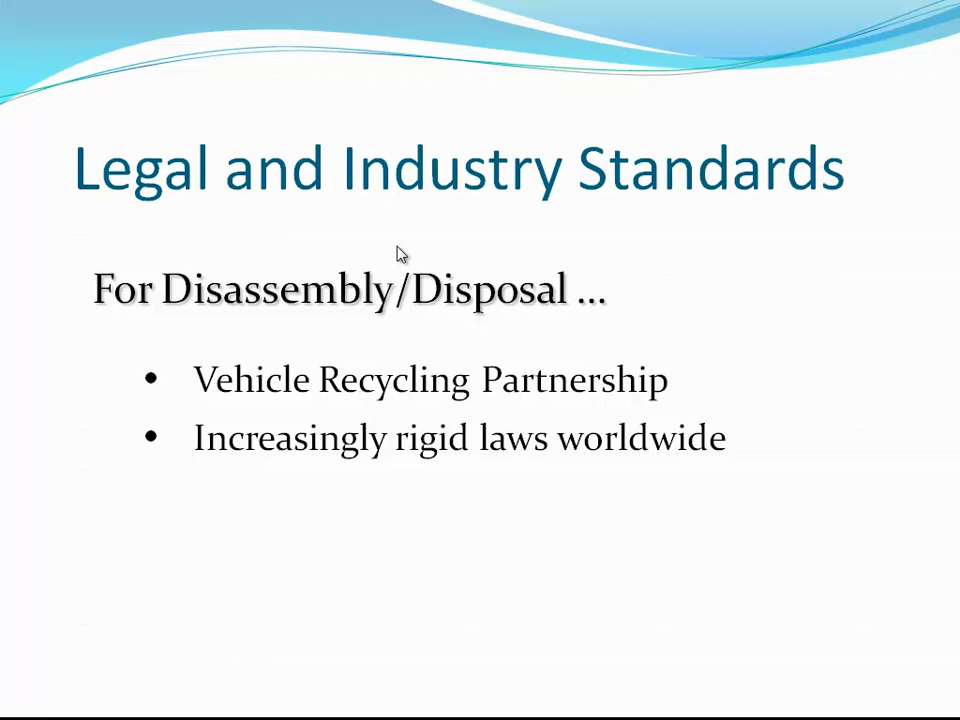 Legal and Industry Standards
For Disassembly/Disposal ...
• Vehicle Recycling Partnership
• Increasingly rigid laws worldwide